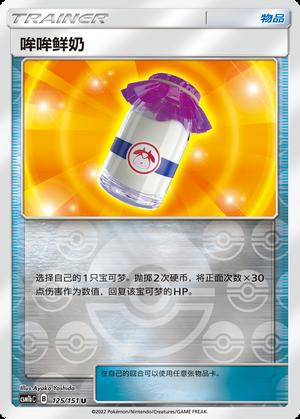 TRAINER
物品
哞哞鲜奶
选择自己的1只宝可梦。抛掷2次硬币,将正面次数×30
点伤害作为数值,回复该宝可梦的HP。
Illus. Ayaka Yoshida
CSM1bC B 125/151 U
在自己的回合可以使用任意张物品卡。
©2022 Pokémon/Nintendo/Creatures/GAME FREAK.